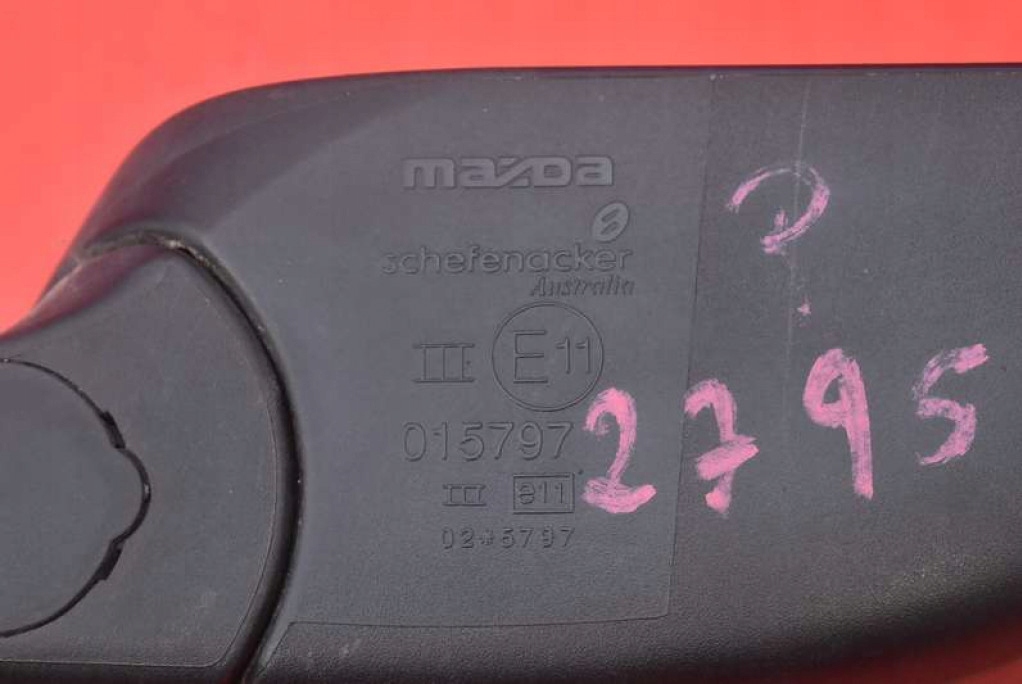 mazda
schefenacker
Australia
III E11
015797
III e11
02*5797
P.
2795